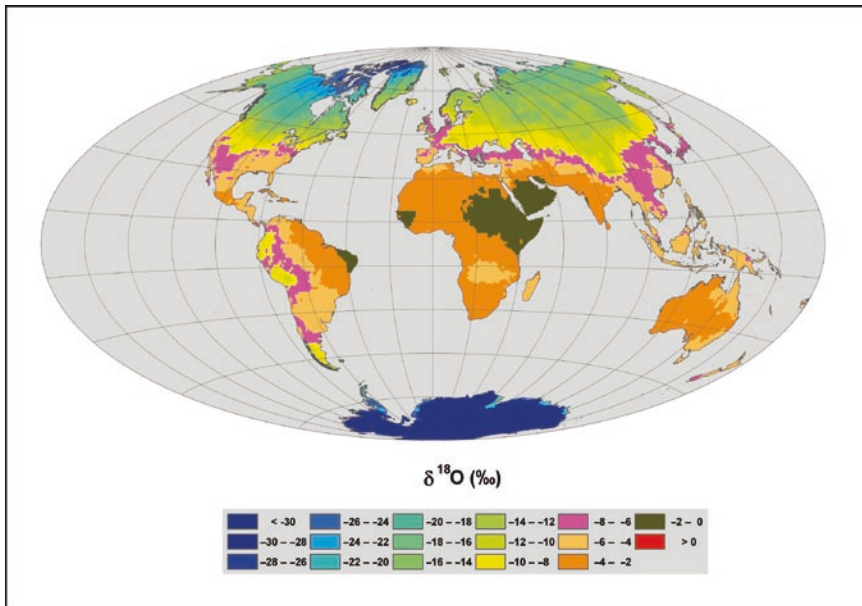 δ ¹⁸O (‰)
< -30 –26 – –24 –20 – –18 –14 – –12 –8 – –6 –2 – 0
–30 – –28 –24 – –22 –18 – –16 –12 – –10 –6 – –4 > 0
–28 – –26 –22 – –20 –16 – –14 –10 – –8 –4 – –2